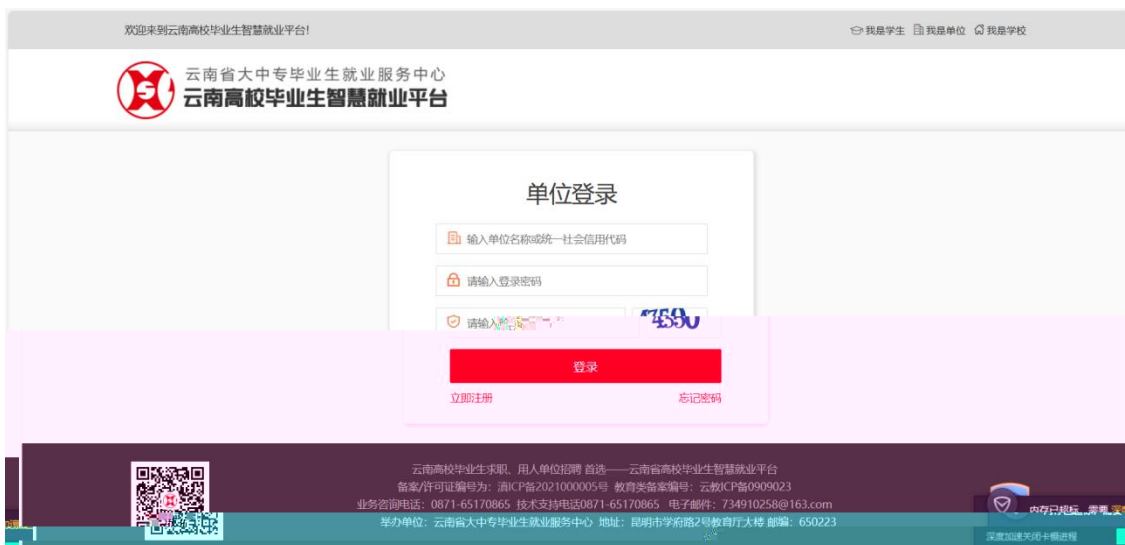 欢迎来到云南高校毕业生智慧就业平台!
我是学生 我是单位 我是学校
云南省大中专毕业生就业服务中心
云南高校毕业生智慧就业平台
单位登录
输入单位名称或统一社会信用代码
请输入登录密码
请输入
登录
立即注册 忘记密码
云南高校毕业生求职、用人单位招聘 首选——云南省高校毕业生智慧就业平台
备案/许可证编号为：滇ICP备2021000005号 教育类备案编号：云教ICP备0909023
业务咨询电话：0871-65170865 技术支持电话0871-65170865 电子邮件：734910258@163.com
举办单位：云南省大中专毕业生就业服务中心 地址：昆明市学府路2号教育厅大楼 邮编：650223
内存已超标, 需要
深度加速关闭卡慢进程